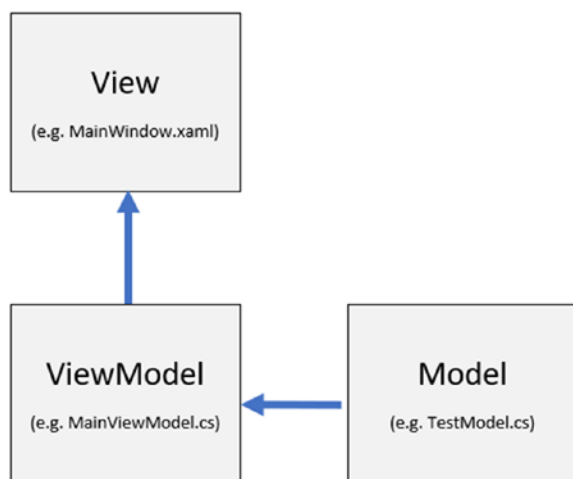 View
(e.g. MainWindow.xaml)
ViewModel
(e.g. MainViewModel.cs)
Model
(e.g. TestModel.cs)